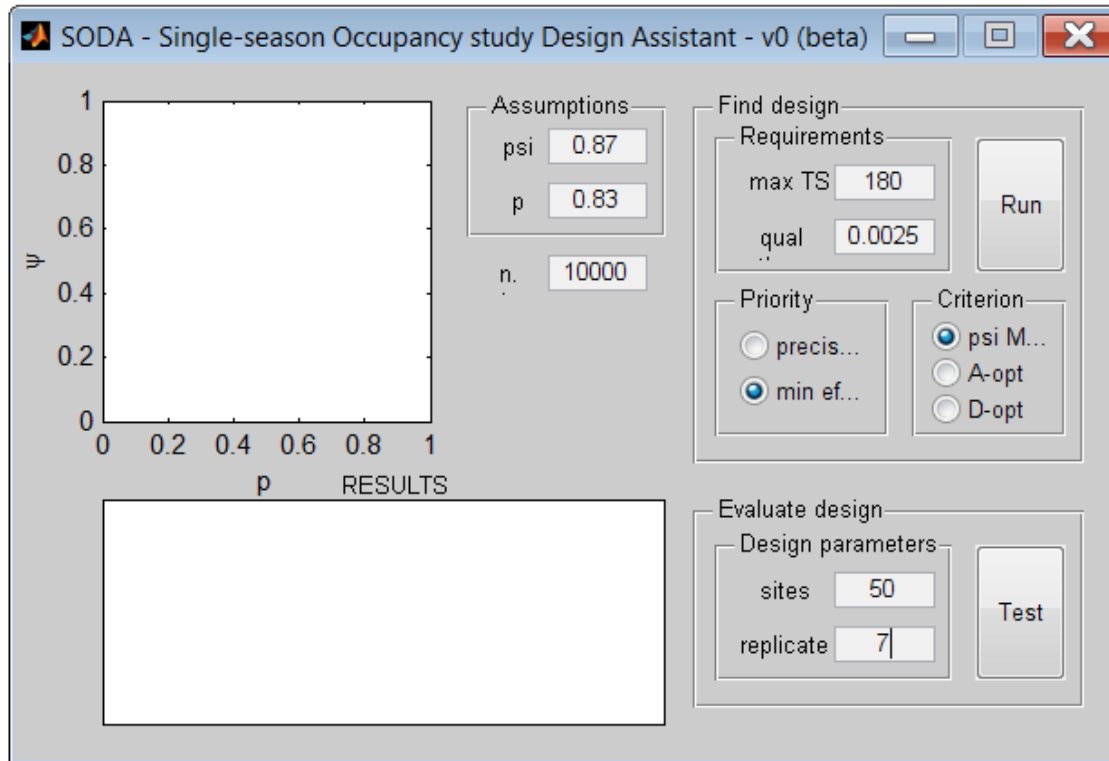 SODA - Single-season Occupancy study Design Assistant - v0 (beta)
1
0.8
0.6
0.4
0.2
0
ψ
0 0.2 0.4 0.6 0.8 1
p
Assumptions
psi 0.87
p 0.83
n. 10000
Find design
Requirements
max TS 180
qual 0.0025
Run
Priority
precis...
min ef...
Criterion
psi M...
A-opt
D-opt
RESULTS
Evaluate design
Design parameters
sites 50
replicate 7
Test